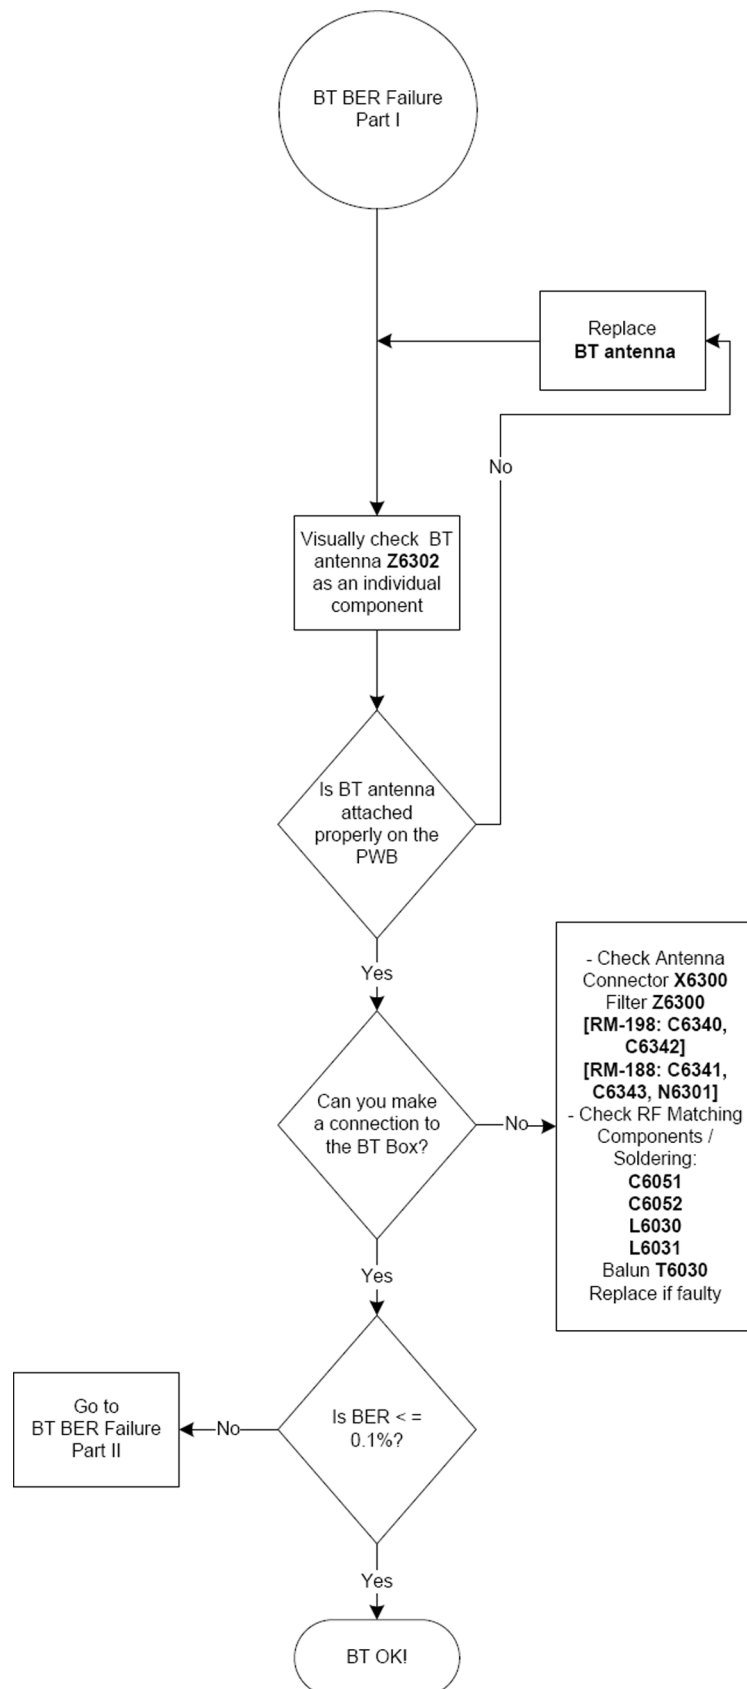 BT BER Failure
Part I
Replace
BT antenna
No
Visually check BT
antenna Z6302
as an individual
component
Is BT antenna
attached
properly on the
PWB
Yes
- Check Antenna
Connector X6300
Filter Z6300
[RM-198: C6340,
C6342]
[RM-188: C6341,
C6343, N6301]
- Check RF Matching
Components /
Soldering:
C6051
C6052
L6030
L6031
Balun T6030
Replace if faulty
Can you make
a connection to
the BT Box?
No
Yes
Go to
BT BER Failure
Part II
No
Is BER < =
0.1%?
Yes
BT OK!